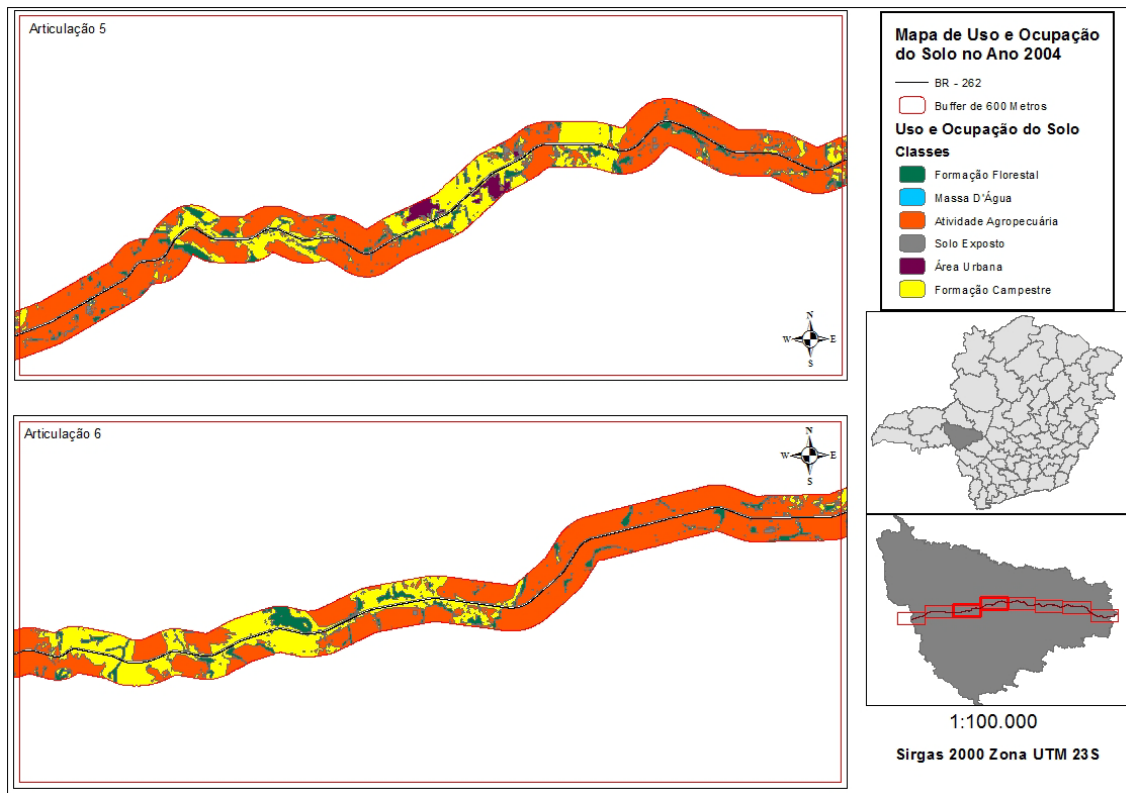 Articulação 5
N
W
E
S
Articulação 6
N
W
E
S
Mapa de Uso e Ocupação
do Solo no Ano 2004
BR - 262
Buffer de 600 Metros
Uso e Ocupação do Solo
Classes
Formação Florestal
Massa D'Água
Atividade Agropecuária
Solo Exposto
Área Urbana
Formação Campestre
1:100.000
Sirgas 2000 Zona UTM 23S